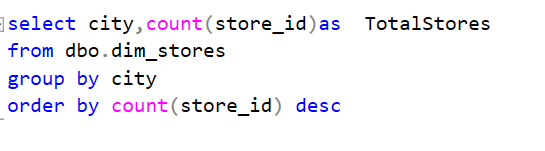 select city,count(store_id)as  TotalStores
from dbo.dim_stores
group by city
order by count(store_id) desc